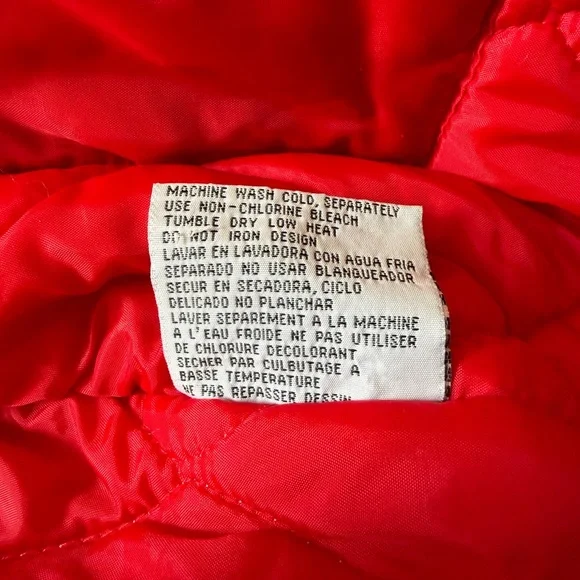 MACHINE WASH COLD, SEPARATELY
USE NON-CHLORINE BLEACH
TUMBLE DRY LOW HEAT
DO NOT IRON DESIGN
LAVAR EN LAVADORA CON AGUA FRIA
SEPARADO NO USAR BLANQUEADOR
SECUR EN SECADORA, CICLO
DELICADO NO PLANCHAR
LAVER SEPAREMENT A LA MACHINE
A L'EAU FROIDE NE PAS UTILISER
DE CHLORURE DECOLORANT
SECHER PAR CULBUTAGE A
BASSE TEMPERATURE
NE PAS REPASSER DESSIN